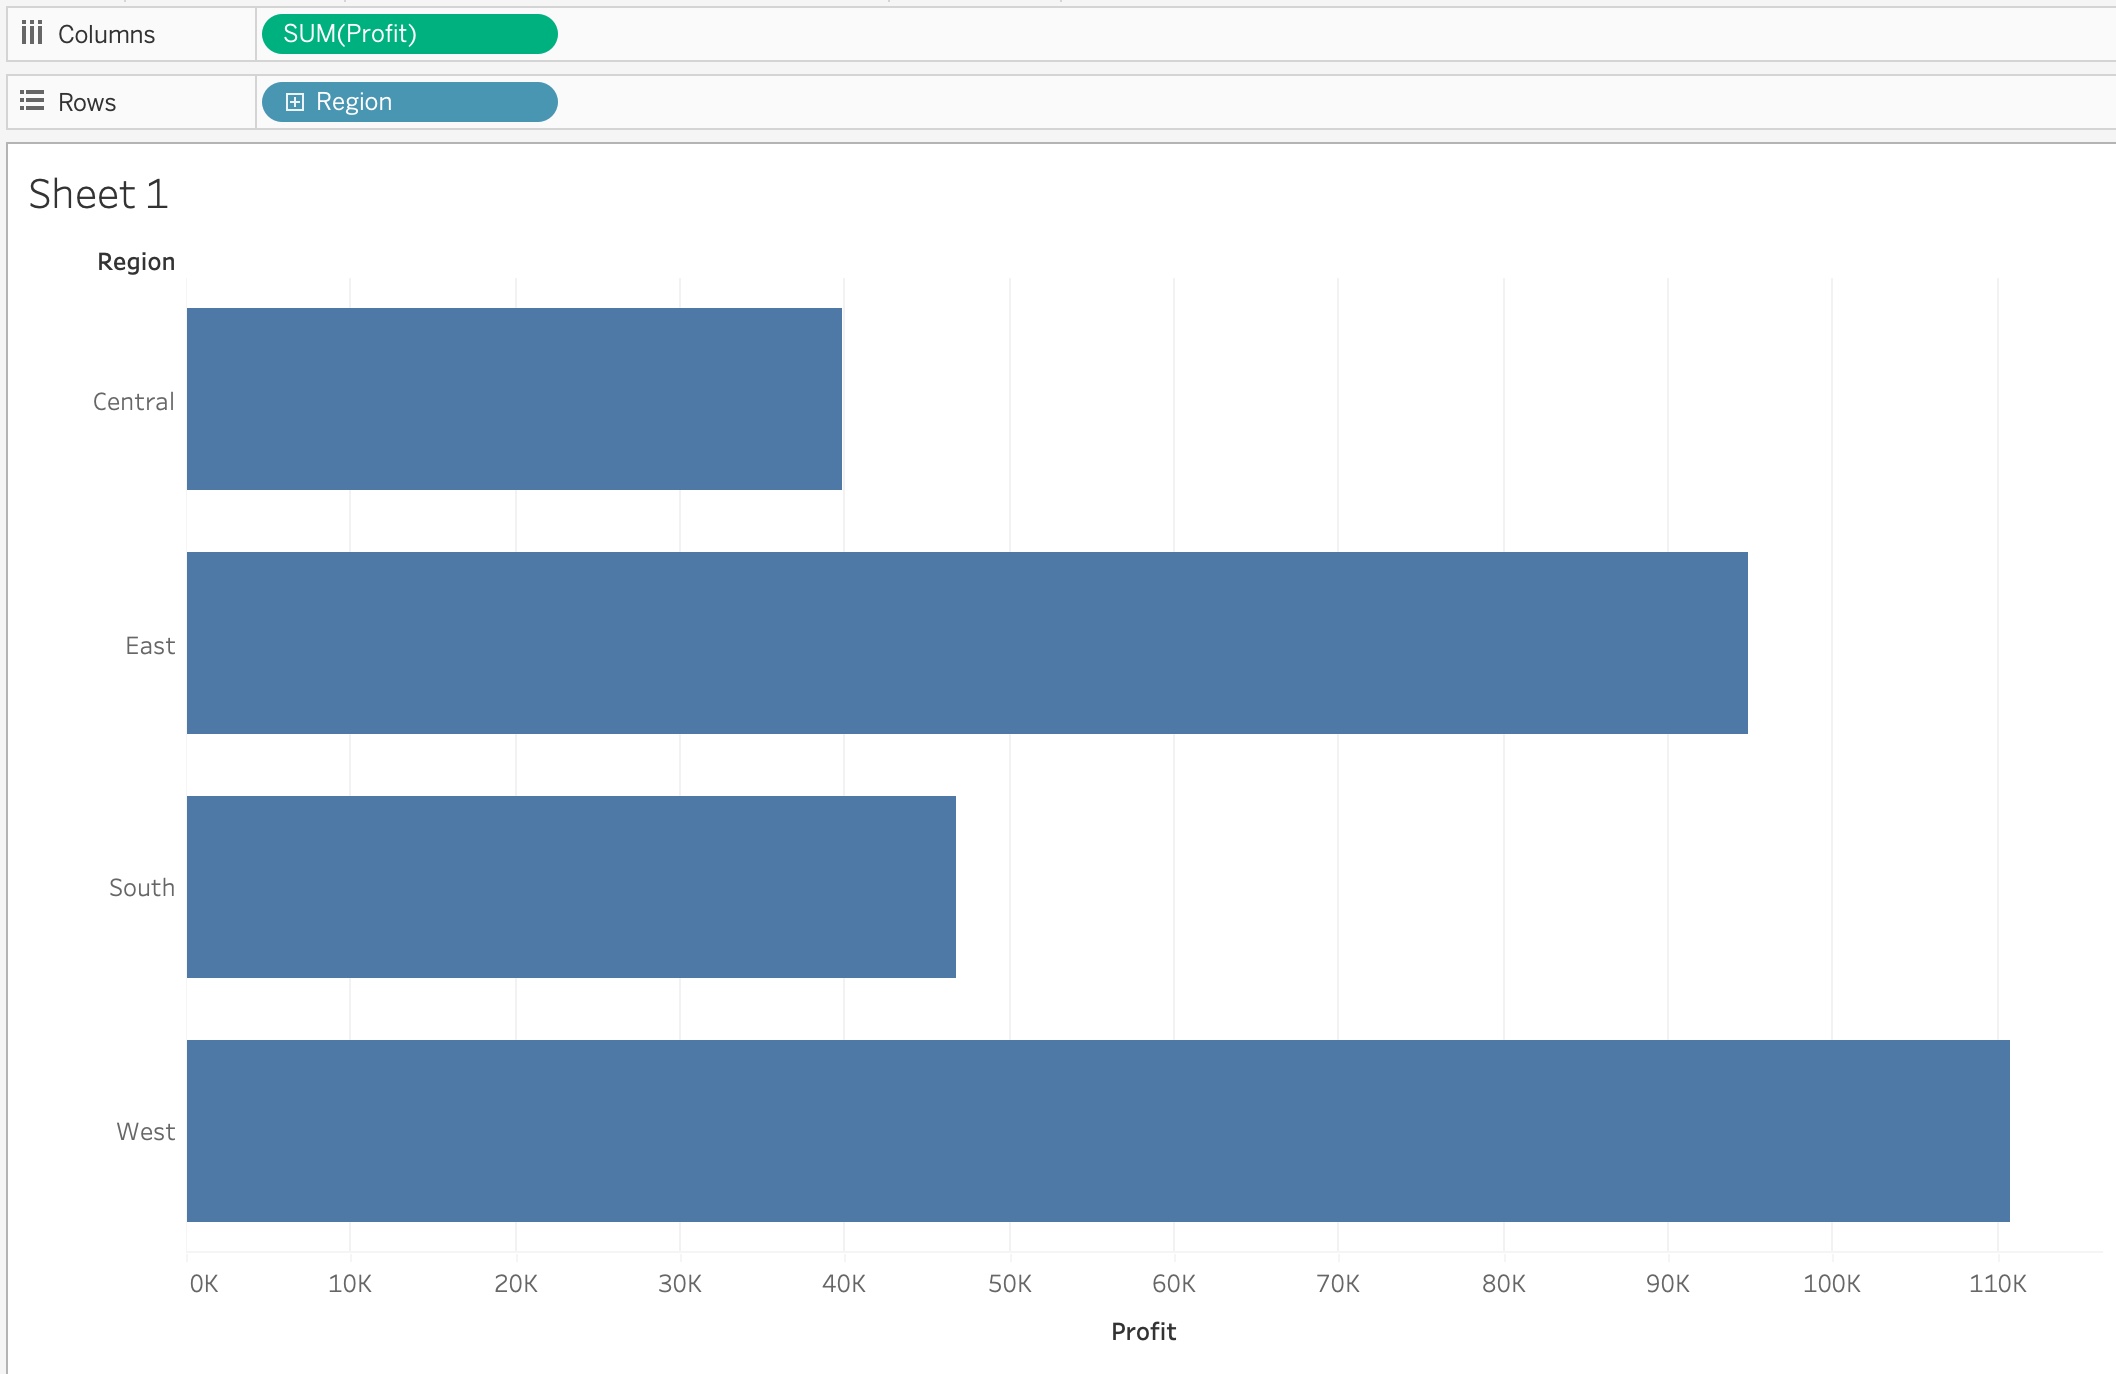 Columns SUM(Profit)
Rows Region
Sheet 1
Region
Central
East
South
West
0K 10K 20K 30K 40K 50K 60K 70K 80K 90K 100K 110K
Profit